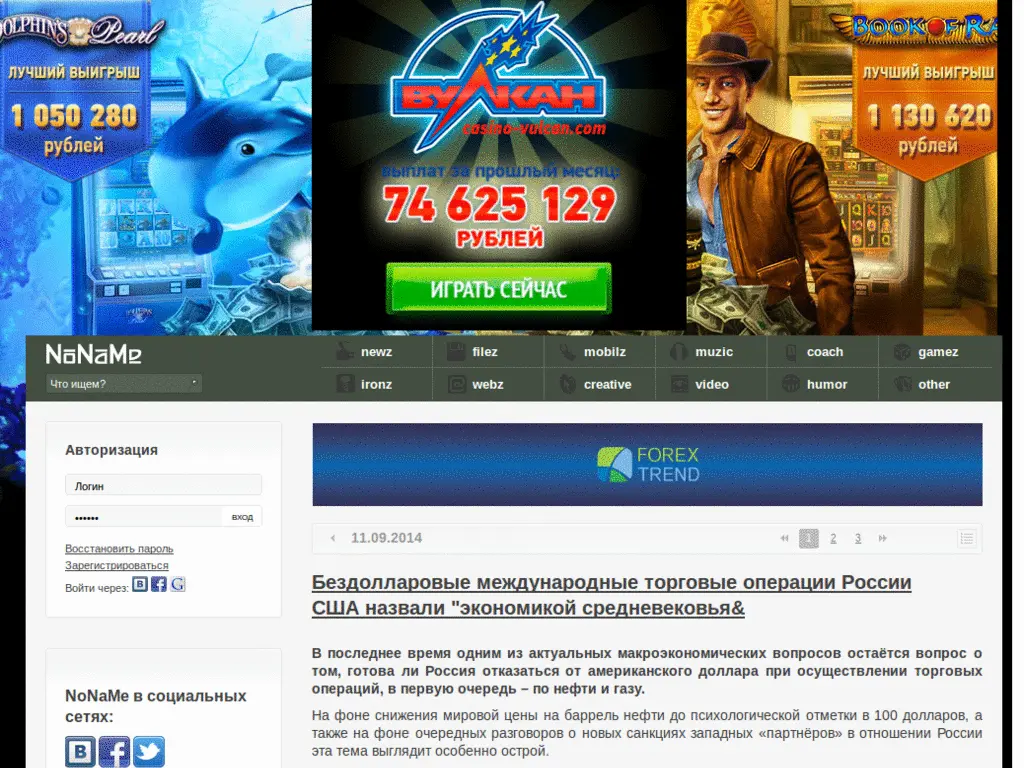 DOLPHIN'S Pearl
ЛУЧШИЙ ВЫИГРЫШ
1 050 280
рублей
ВУЛКАН
casino-vulcan.com
выплат за прошлый месяц:
74 625 129
РУБЛЕЙ
ИГРАТЬ СЕЙЧАС
BOOK OF RA
ЛУЧШИЙ ВЫИГРЫШ
1 130 620
рублей
NoNaMe
Что ищем?
newz
filez
mobilz
muzic
coach
gamez
ironz
webz
creative
video
humor
other
Авторизация
Логин
••••••
ВХОД
Восстановить пароль
Зарегистрироваться
Войти через:
NoNaMe в социальных
сетях:
FOREX
TREND
11.09.2014
1 2 3
Бездолларовые международные торговые операции России
США назвали "экономикой средневековья&
В последнее время одним из актуальных макроэкономических вопросов остаётся вопрос о
том, готова ли Россия отказаться от американского доллара при осуществлении торговых
операций, в первую очередь – по нефти и газу.
На фоне снижения мировой цены на баррель нефти до психологической отметки в 100 долларов, а
также на фоне очередных разговоров о новых санкциях западных «партнёров» в отношении России
эта тема выглядит особенно острой.